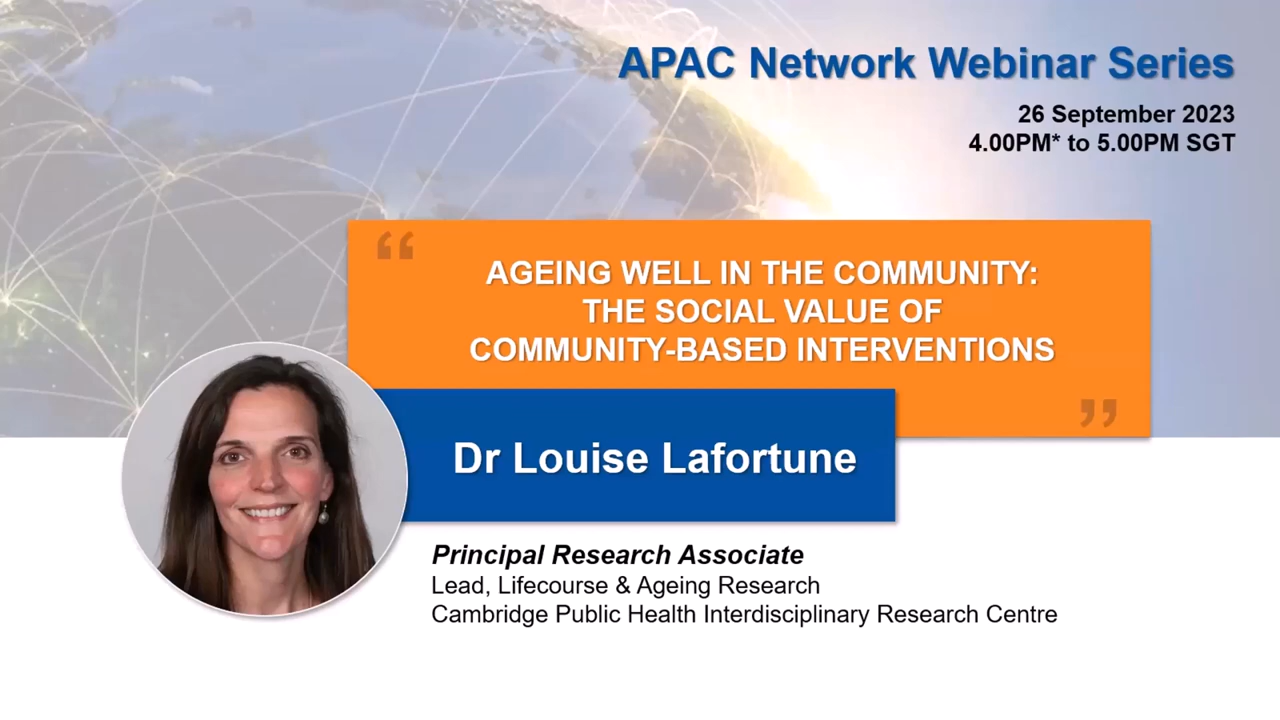 APAC Network Webinar Series
26 September 2023
4.00PM* to 5.00PM SGT
“
AGEING WELL IN THE COMMUNITY:
THE SOCIAL VALUE OF
COMMUNITY-BASED INTERVENTIONS
”
Dr Louise Lafortune
Principal Research Associate
Lead, Lifecourse & Ageing Research
Cambridge Public Health Interdisciplinary Research Centre